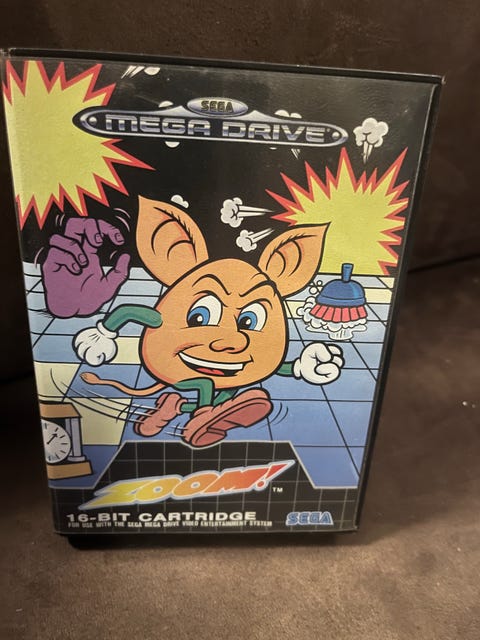 SEGA
MEGA DRIVE
ZOOM!™
16-BIT CARTRIDGE
FOR USE WITH THE SEGA MEGA DRIVE VIDEO ENTERTAINMENT SYSTEM
SEGA